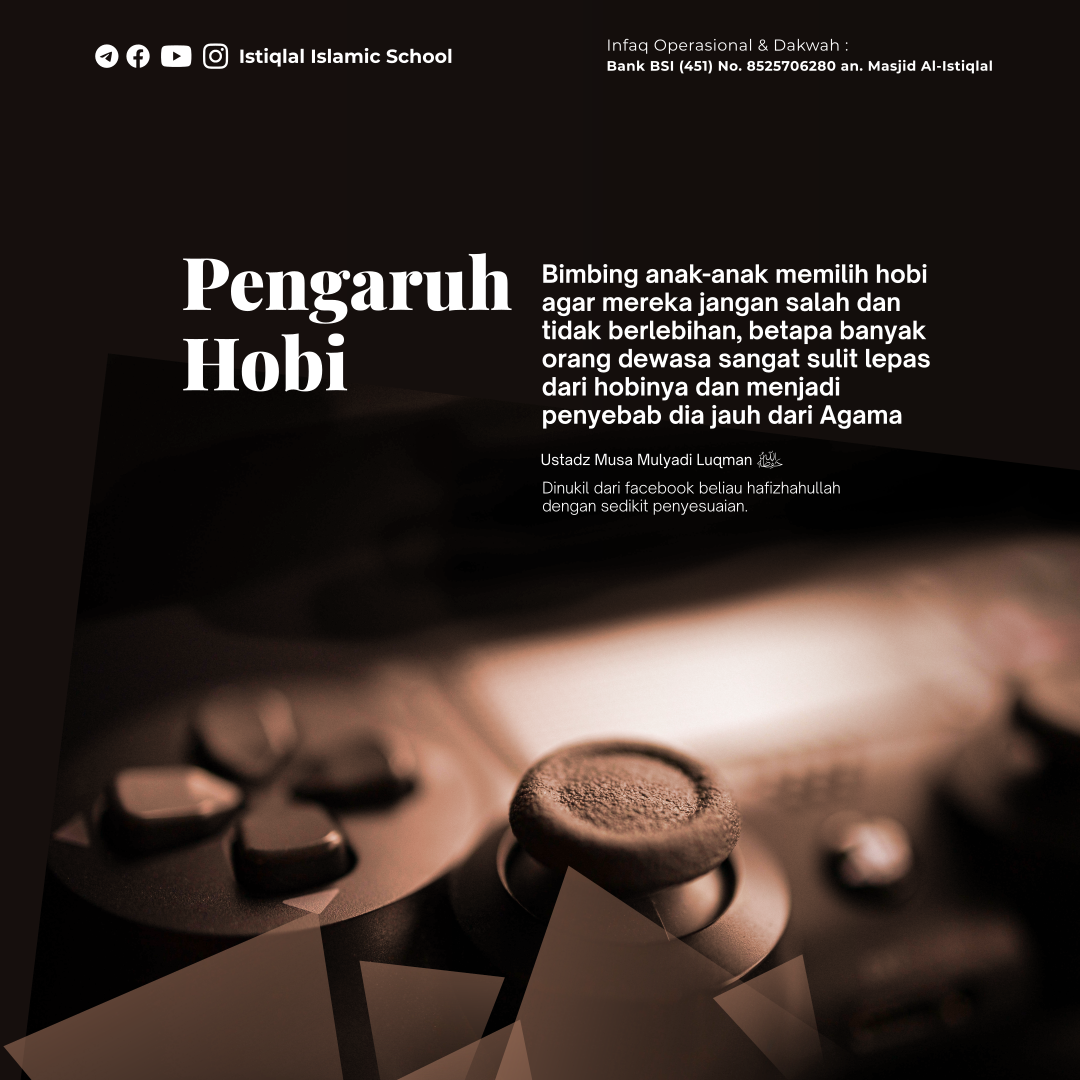 Istiqlal Islamic School
Infaq Operasional & Dakwah :
Bank BSI (451) No. 8525706280 an. Masjid Al-Istiqlal
Pengaruh
Hobi
Bimbing anak-anak memilih hobi
agar mereka jangan salah dan
tidak berlebihan, betapa banyak
orang dewasa sangat sulit lepas
dari hobinya dan menjadi
penyebab dia jauh dari Agama
Ustadz Musa Mulyadi Luqman
Dinukil dari facebook beliau hafizhahullah
dengan sedikit penyesuaian.